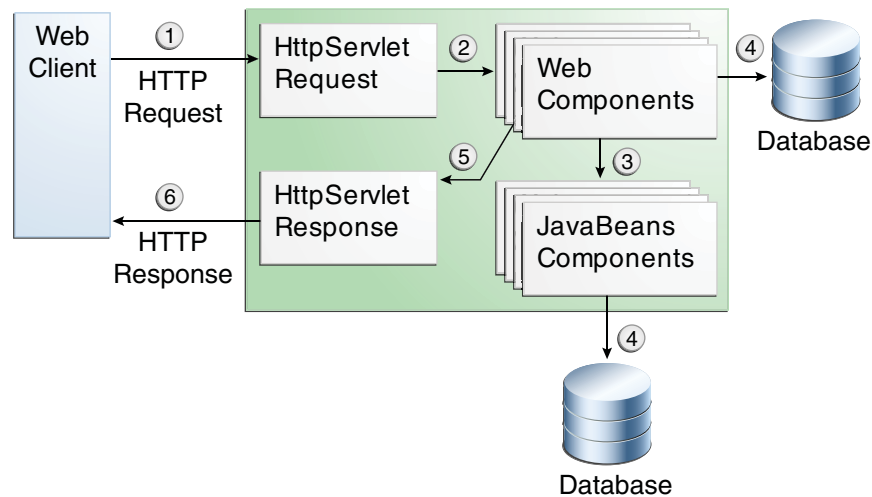 Web
Client
1
HTTP
Request
HttpServlet
Request
2
Web
Components
4
Database
3
5
HttpServlet
Response
6
HTTP
Response
JavaBeans
Components
4
Database